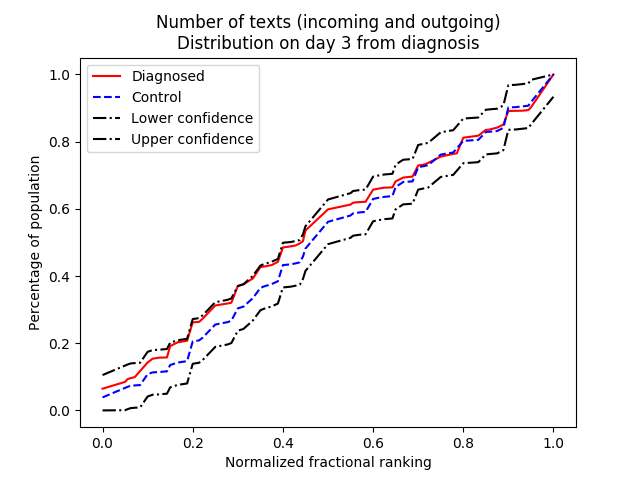 Number of texts (incoming and outgoing)
Distribution on day 3 from diagnosis
Diagnosed
Control
Lower confidence
Upper confidence
Percentage of population
1.0
0.8
0.6
0.4
0.2
0.0
0.0 0.2 0.4 0.6 0.8 1.0
Normalized fractional ranking